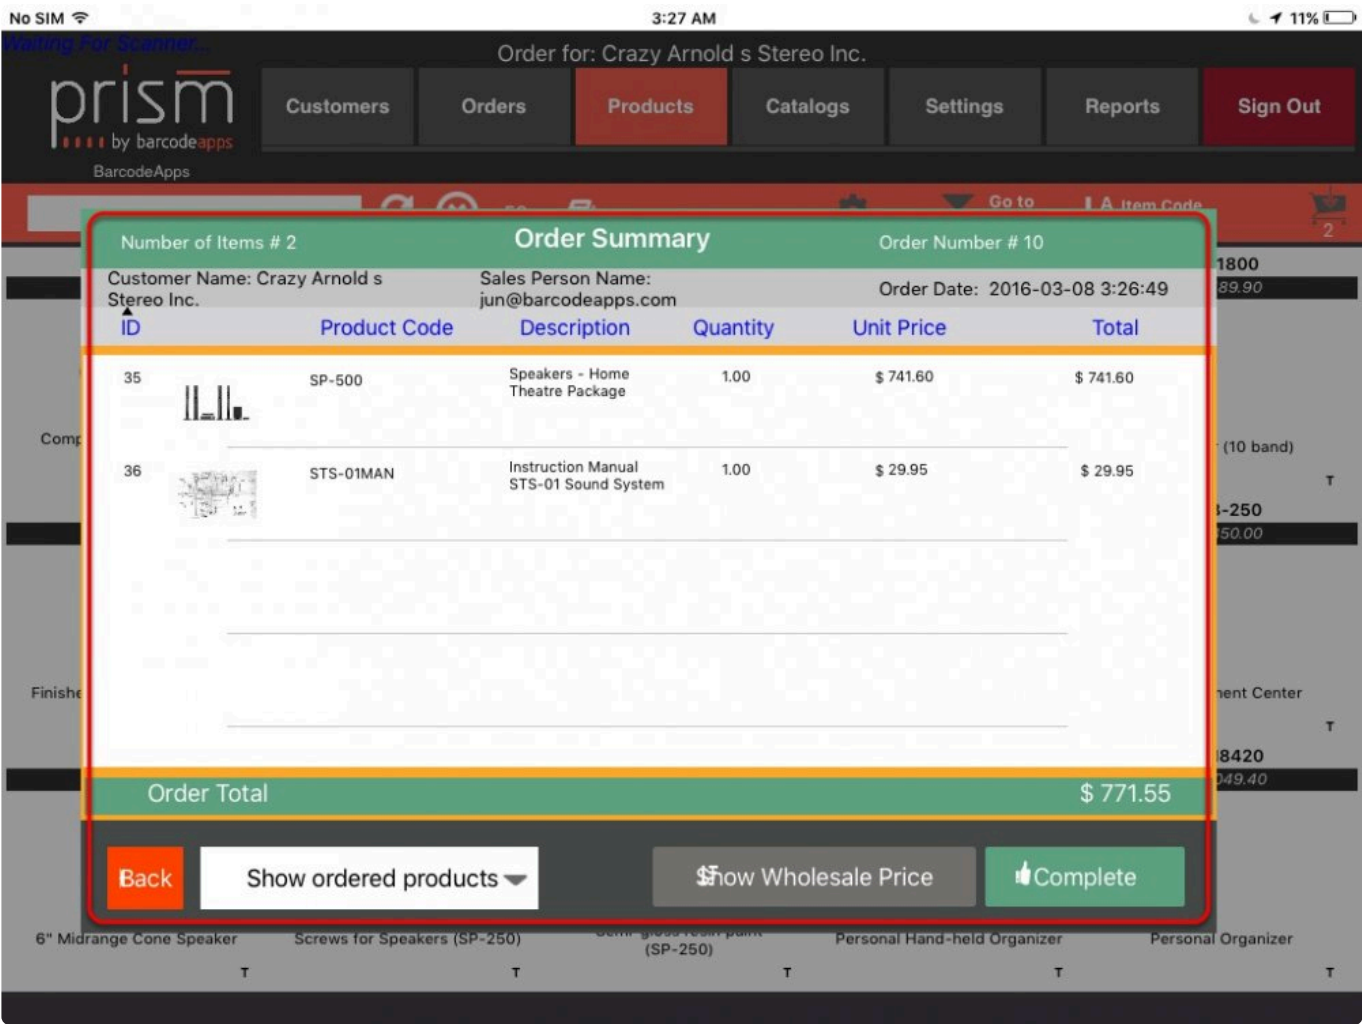 No SIM 3:27 AM 11%
Waiting For Scanner...
Order for: Crazy Arnold s Stereo Inc.
prism
by barcodeapps
BarcodeApps
Customers Orders Products Catalogs Settings Reports Sign Out
Go to Item Code
2
Number of Items # 2 Order Summary Order Number # 10
Customer Name: Crazy Arnold s
Stereo Inc.
Sales Person Name:
jun@barcodeapps.com
Order Date: 2016-03-08 3:26:49
ID Product Code Description Quantity Unit Price Total
35 SP-500 Speakers - Home
Theatre Package
1.00 $ 741.60 $ 741.60
36 STS-01MAN Instruction Manual
STS-01 Sound System
1.00 $ 29.95 $ 29.95
1800
89.90
(10 band)
T
-250
50.00
Finishe
ment Center
T
8420
049.40
Comp
Order Total $ 771.55
Back Show ordered products Show Wholesale Price Complete
6" Midrange Cone Speaker Screws for Speakers (SP-250) (SP-250) Personal Hand-held Organizer Personal Organizer
T T T T T